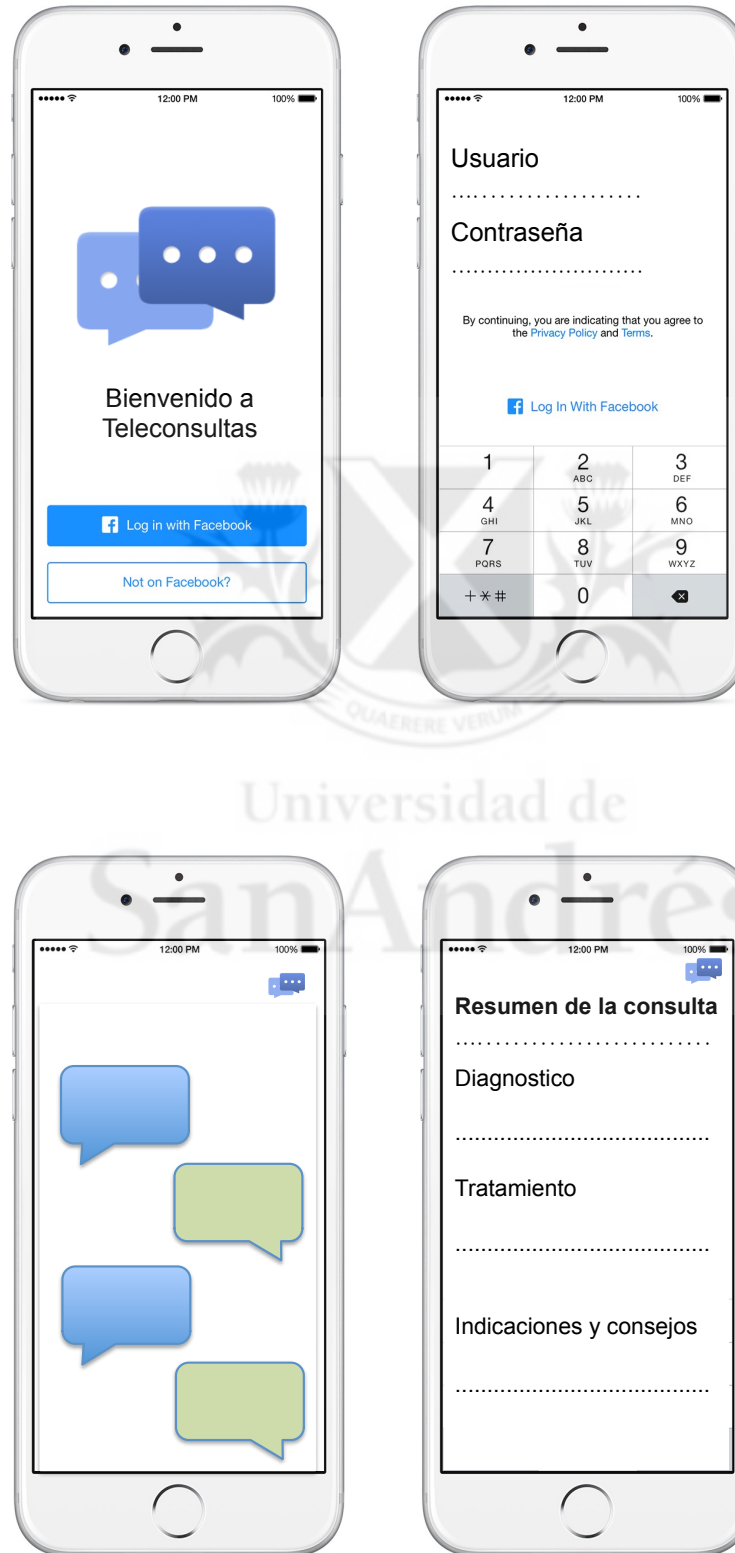 12:00 PM
100%
Bienvenido a
Teleconsultas
Log in with Facebook
Not on Facebook?
12:00 PM
100%
Usuario
........................
Contraseña
...........................
By continuing, you are indicating that you agree to
the Privacy Policy and Terms.
Log In With Facebook
1 2 3
ABC DEF
4 5 6
GHI JKL MNO
7 8 9
PQRS TUV WXYZ
+ * # 0
QUAERERE VERUM
Universidad de
SanAndrés
12:00 PM
100%
12:00 PM
100%
Resumen de la consulta
............................
Diagnostico
.......................................
Tratamiento
.......................................
Indicaciones y consejos
.......................................